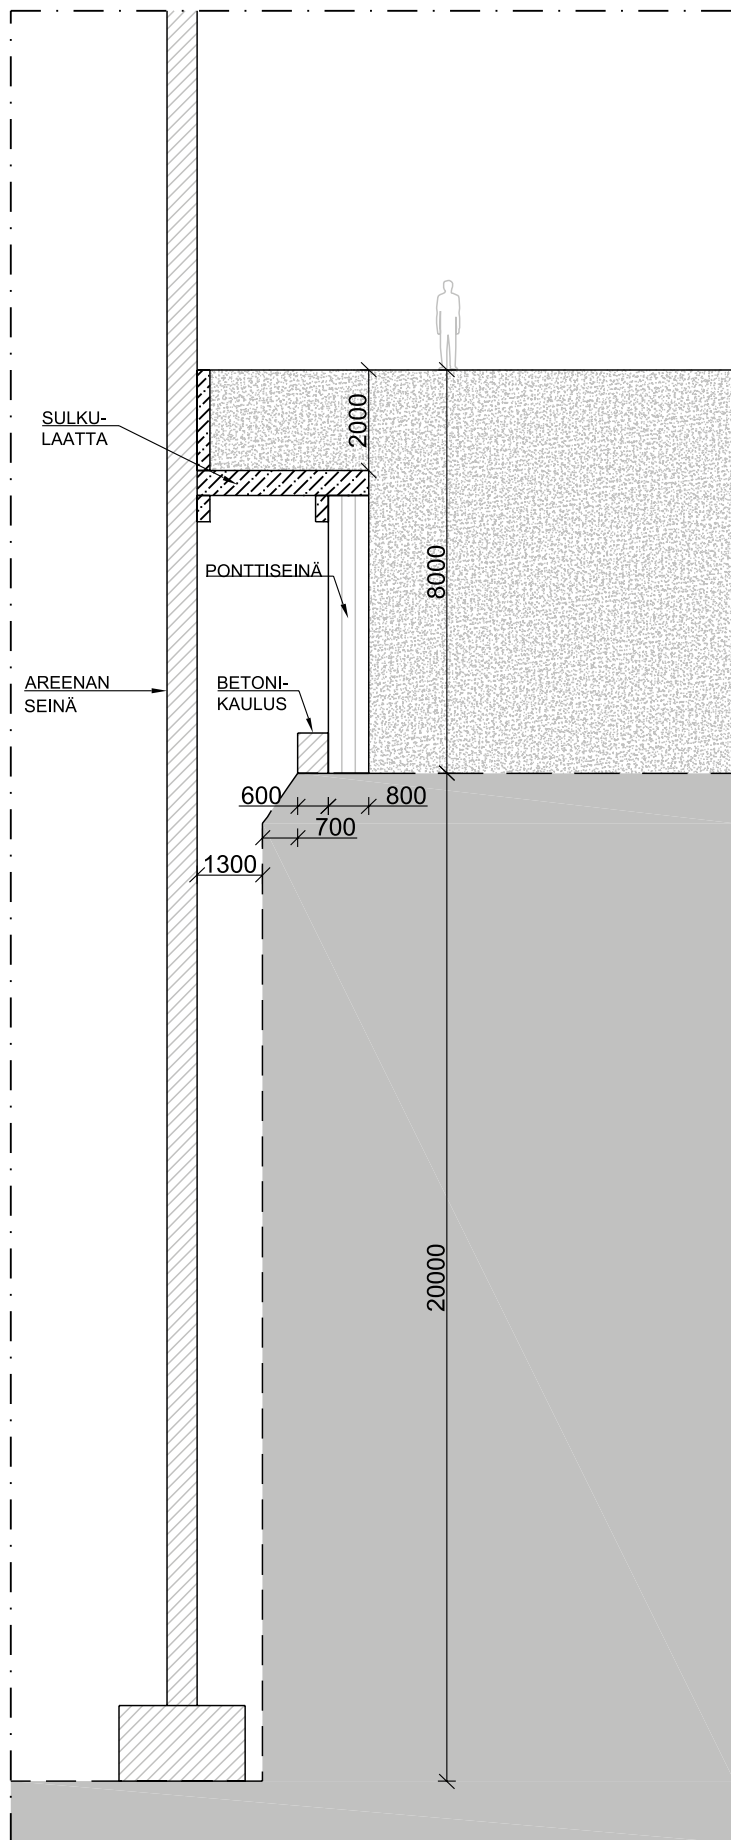 2000
SULKU-
LAATTA
8000
PONTTISEINÄ
AREENAN
SEINÄ
BETONI-
KAULUS
600
800
700
1300
20000